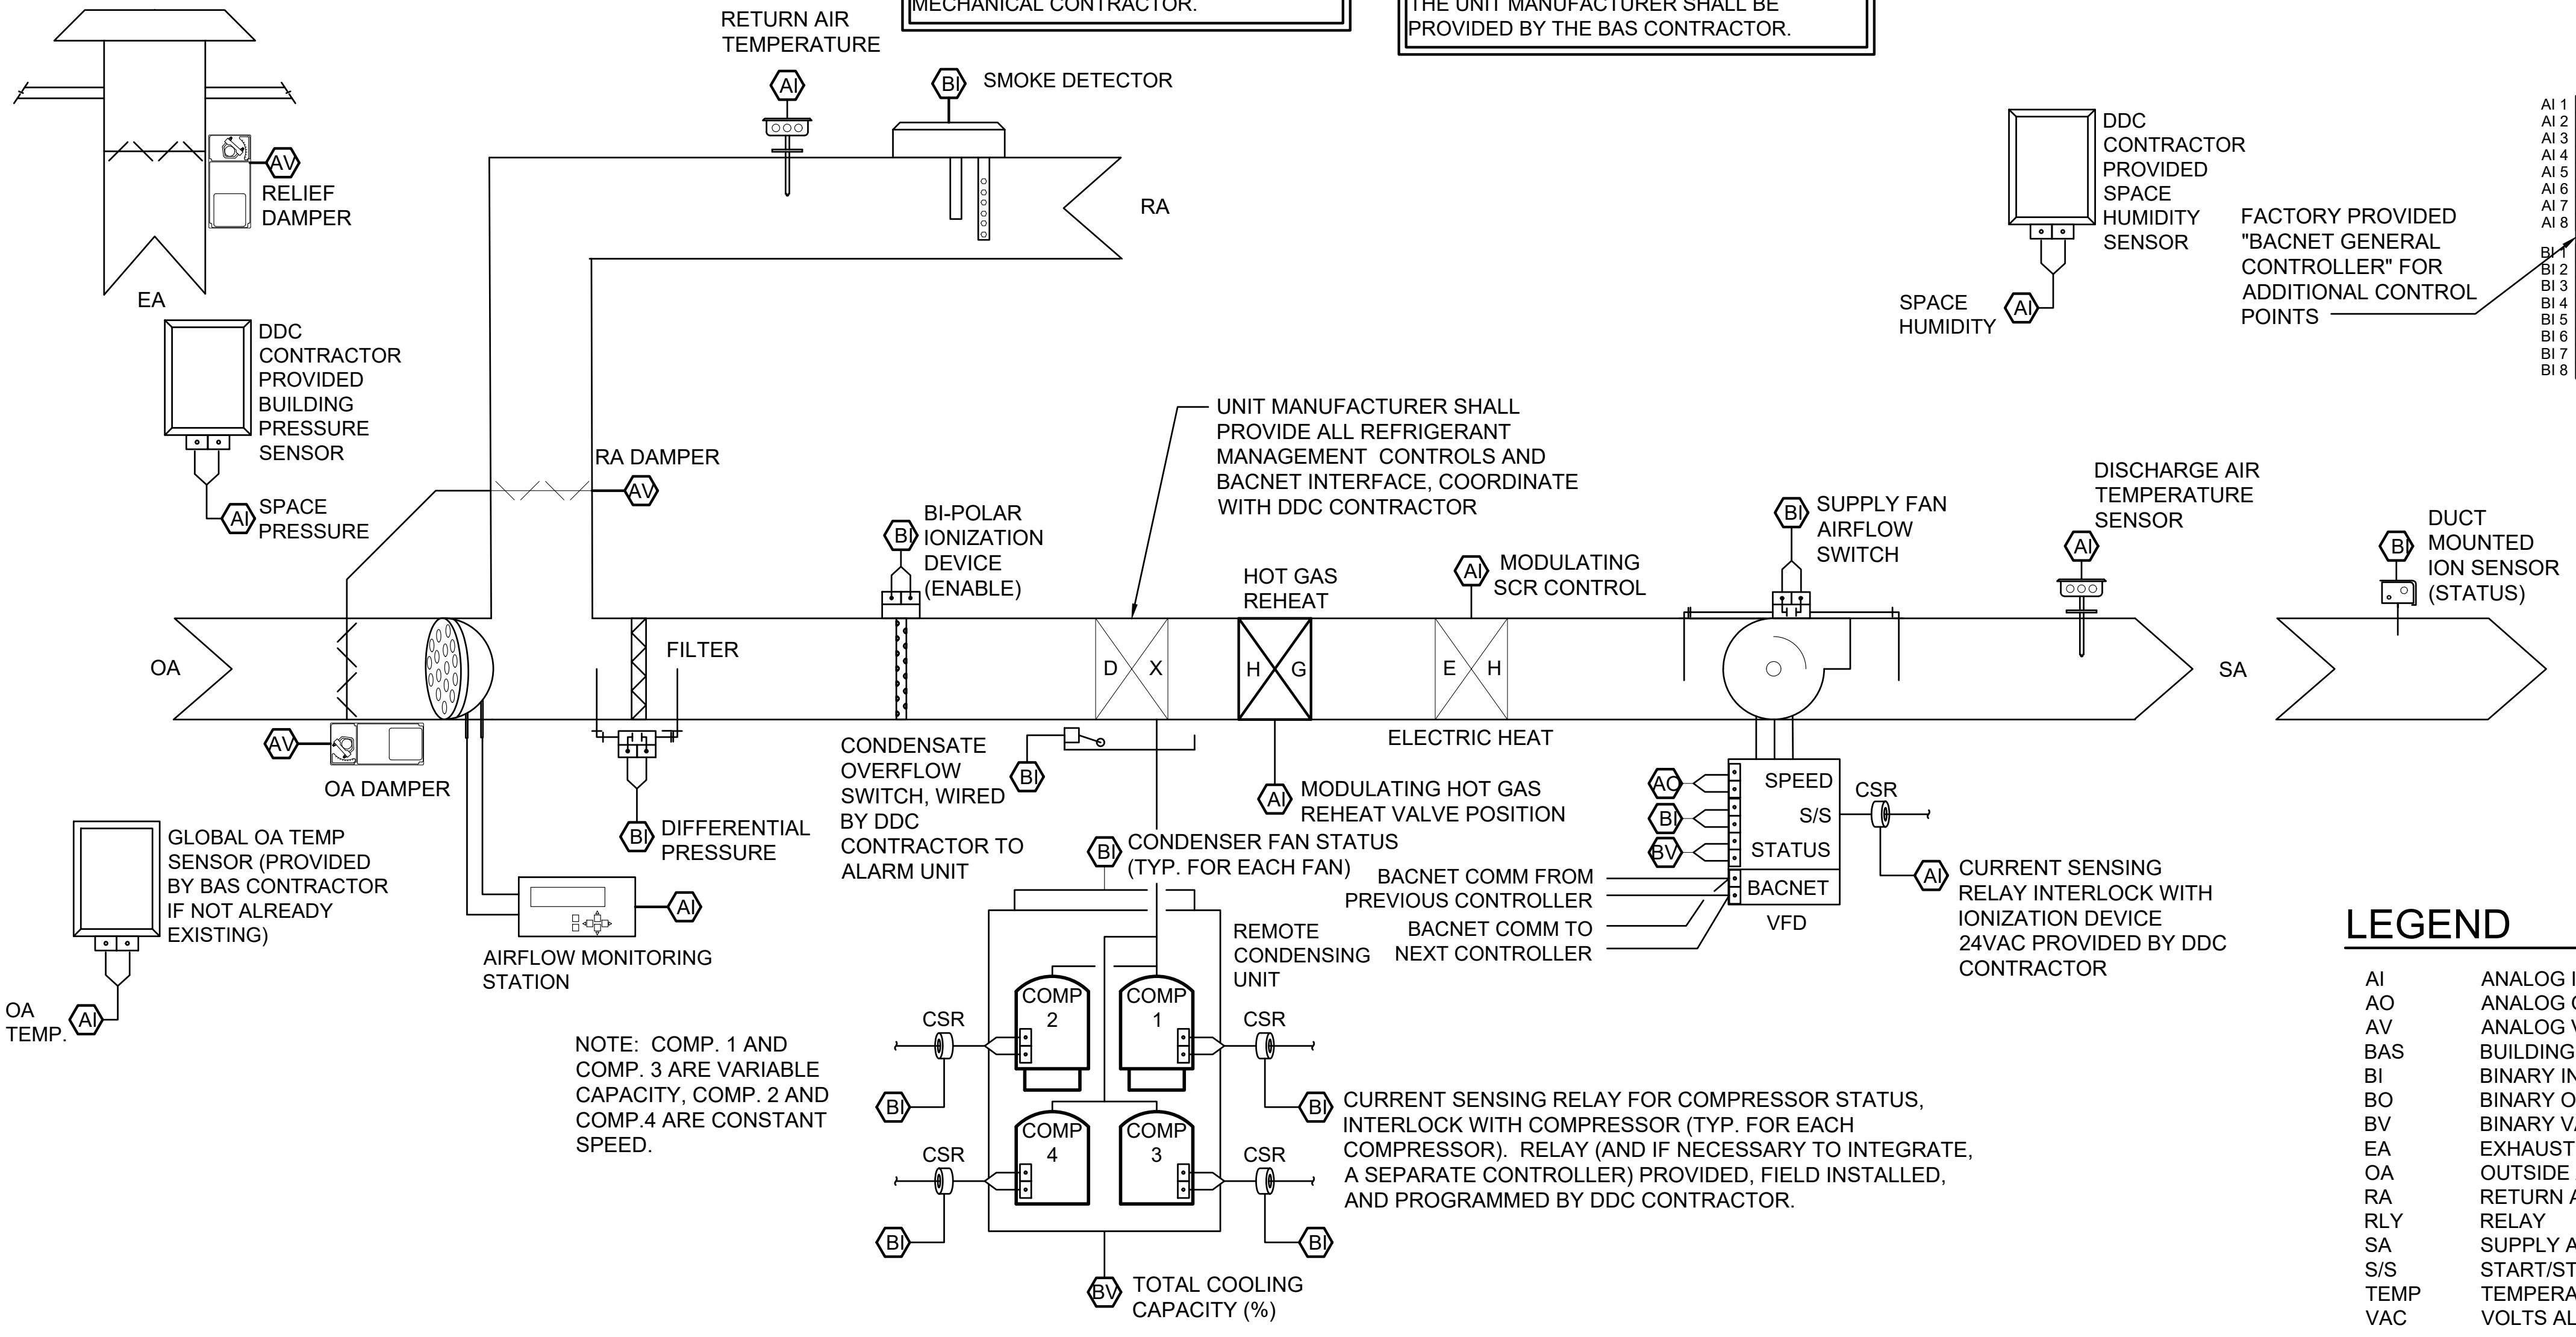 MECHANICAL CONTRACTOR.
THE UNIT MANUFACTURER SHALL BE
PROVIDED BY THE BAS CONTRACTOR.
RETURN AIR
TEMPERATURE
AI
BI
SMOKE DETECTOR
AV
RELIEF
DAMPER
EA
RA
DDC
CONTRACTOR
PROVIDED
SPACE
HUMIDITY
SENSOR
SPACE
HUMIDITY
AI
FACTORY PROVIDED
"BACNET GENERAL
CONTROLLER" FOR
ADDITIONAL CONTROL
POINTS
AI 1
AI 2
AI 3
AI 4
AI 5
AI 6
AI 7
AI 8
BI 1
BI 2
BI 3
BI 4
BI 5
BI 6
BI 7
BI 8
DDC
CONTRACTOR
PROVIDED
BUILDING
PRESSURE
SENSOR
AI
SPACE
PRESSURE
RA DAMPER
AV
UNIT MANUFACTURER SHALL
PROVIDE ALL REFRIGERANT
MANAGEMENT CONTROLS AND
BACNET INTERFACE, COORDINATE
WITH DDC CONTRACTOR
BI
BI-POLAR
IONIZATION
DEVICE
(ENABLE)
HOT GAS
REHEAT
AI
MODULATING
SCR CONTROL
BI
SUPPLY FAN
AIRFLOW
SWITCH
DISCHARGE AIR
TEMPERATURE
SENSOR
AI
BI
DUCT
MOUNTED
ION SENSOR
(STATUS)
OA
FILTER
D X
H G
E H
SA
AV
OA DAMPER
ELECTRIC HEAT
CONDENSATE
OVERFLOW
SWITCH, WIRED
BY DDC
CONTRACTOR TO
ALARM UNIT
BI
AI
MODULATING HOT GAS
REHEAT VALVE POSITION
BI
DIFFERENTIAL
PRESSURE
GLOBAL OA TEMP
SENSOR (PROVIDED
BY BAS CONTRACTOR
IF NOT ALREADY
EXISTING)
OA
TEMP.
AI
AI
AIRFLOW MONITORING
STATION
BI
CONDENSER FAN STATUS
(TYP. FOR EACH FAN)
AO
SPEED
BI
S/S
BV
STATUS
BACNET
VFD
CSR
AI
CURRENT SENSING
RELAY INTERLOCK WITH
IONIZATION DEVICE
24VAC PROVIDED BY DDC
CONTRACTOR
BACNET COMM FROM
PREVIOUS CONTROLLER
BACNET COMM TO
NEXT CONTROLLER
REMOTE
CONDENSING
UNIT
COMP
2
COMP
1
COMP
4
COMP
3
CSR
BI
CSR
BI
CSR
BI
CSR
BI
NOTE: COMP. 1 AND
COMP. 3 ARE VARIABLE
CAPACITY, COMP. 2 AND
COMP.4 ARE CONSTANT
SPEED.
CURRENT SENSING RELAY FOR COMPRESSOR STATUS,
INTERLOCK WITH COMPRESSOR (TYP. FOR EACH
COMPRESSOR). RELAY (AND IF NECESSARY TO INTEGRATE,
A SEPARATE CONTROLLER) PROVIDED, FIELD INSTALLED,
AND PROGRAMMED BY DDC CONTRACTOR.
BV
TOTAL COOLING
CAPACITY (%)
LEGEND
AI ANALOG
AO ANALOG
AV ANALOG
BAS BUILDING
BI BINARY
BO BINARY
BV BINARY
EA EXHAUST
OA OUTSIDE
RA RETURN
RLY RELAY
SA SUPPLY
S/S START/ST
TEMP TEMPERA
VAC VOLTS